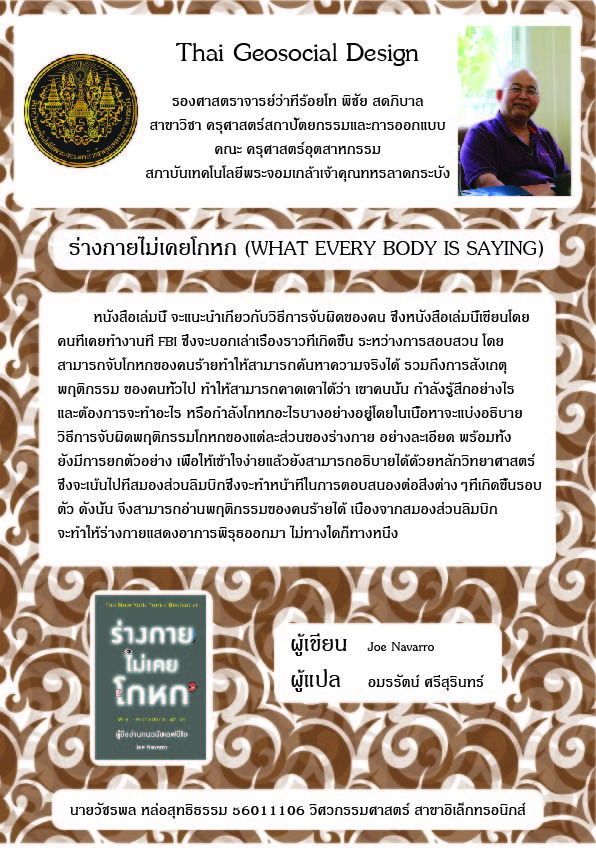 Thai Geosocial Design
รองศาสตราจารย์ว่าที่ร้อยโท พิชัย สดภิบาล
สาขาวิชา ครุศาสตร์สถาปัตยกรรมและการออกแบบ
คณะ ครุศาสตร์อุตสาหกรรม
สถาบันเทคโนโลยีพระจอมเกล้าเจ้าคุณทหารลาดกระบัง
ร่างกายไม่เคยโกหก (WHAT EVERY BODY IS SAYING)
หนังสือเล่มนี้ จะแนะนำเกี่ยวกับวิธีการจับผิดของคน ซึ่งหนังสือเล่มนี้เขียนโดย
คนที่เคยทำงานที่ FBI ซึ่งจะบอกเล่าเรื่องราวที่เกิดขึ้น ระหว่างการสอบสวน โดย
สามารถจับโกหกของคนร้ายทำให้สามารถค้นหาความจริงได้ รวมถึงการสังเกตุ
พฤติกรรม ของคนทั่วไป ทำให้สามารถคาดเดาได้ว่า เขาคนนั้น กำลังรู้สึกอย่างไร
และต้องการจะทำอะไร หรือกำลังโกหกอะไรบางอย่างอยู่โดยในเนื้อหาจะแบ่งอธิบาย
วิธีการจับผิดพฤติกรรมโกหกของแต่ละส่วนของร่างกาย อย่างละเอียด พร้อมทั้ง
ยังมีการยกตัวอย่าง เพื่อให้เข้าใจง่ายแล้วยังสามารถอธิบายได้ด้วยหลักวิทยาศาสตร์
ซึ่งจะเน้นไปที่สมองส่วนลิมบิกซึ่งจะทำหน้าที่ในการตอบสนองต่อสิ่งต่าง ๆที่เกิดขึ้นรอบ
ตัว ดังนั้น จึงสามารถอ่านพฤติกรรมของคนร้ายได้ เนื่องจากสมองส่วนลิมบิก
จะทำให้ร่างกายแสดงอาการพิรุธออกมา ไม่ทางใดก็ทางหนึ่ง
The New York Times Bestseller
ร่างกาย
ไม่เคย
โกหก
คู่มืออ่านคนฉบับเอฟบีไอ
Joe Navarro
ผู้เขียน Joe Navarro
ผู้แปล อมรรัตน์ ศรีสุรินทร์
นายวัชรพล หล่อสุทธิธรรม 56011106 วิศวกรรมศาสตร์ สาขาอิเล็กทรอนิกส์